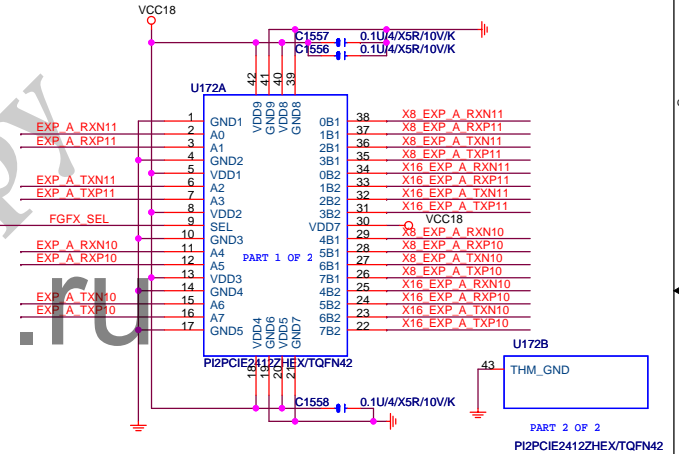 VCC18
C1557 0.1U/4/X5R/10V/K
C1556 0.1U/4/X5R/10V/K
42 41 40 39
U172A
VDD9 GND9 VDD8 GND8
1 GND1 0B1 38 X8_EXP_A_RXN11
EXP_A_RXN11 2 A0 1B1 37 X8_EXP_A_RXP11
EXP_A_RXP11 3 A1 2B1 36 X8_EXP_A_TXN11
4 GND2 3B1 35 X8_EXP_A_TXP11
5 VDD1 0B2 34 X16_EXP_A_RXN11
EXP_A_TXN11 6 A2 1B2 33 X16_EXP_A_RXP11
EXP_A_TXP11 7 A3 2B2 32 X16_EXP_A_TXN11
8 VDD2 3B2 31 X16_EXP_A_TXP11
FGFX_SEL 9 SEL VDD7 30 VCC18
10 GND3 4B1 29 X8_EXP_A_RXN10
EXP_A_RXN10 11 A4 5B1 28 X8_EXP_A_RXP10
EXP_A_RXP10 12 A5 PART 1 OF 2 6B1 27 X8_EXP_A_TXN10
13 VDD3 7B1 26 X8_EXP_A_TXP10
14 GND4 4B2 25 X16_EXP_A_RXN10
EXP_A_TXN10 15 A6 5B2 24 X16_EXP_A_RXP10
EXP_A_TXP10 16 A7 6B2 23 X16_EXP_A_TXN10
17 GND5 7B2 22 X16_EXP_A_TXP10
VDD4 GND6 VDD5 GND7
PI2PCIE2412ZHEX/TQFN42
18 19 20 21
C1558 0.1U/4/X5R/10V/K
U172B
43 THM_GND
PART 2 OF 2
PI2PCIE2412ZHEX/TQFN42
py
.ru